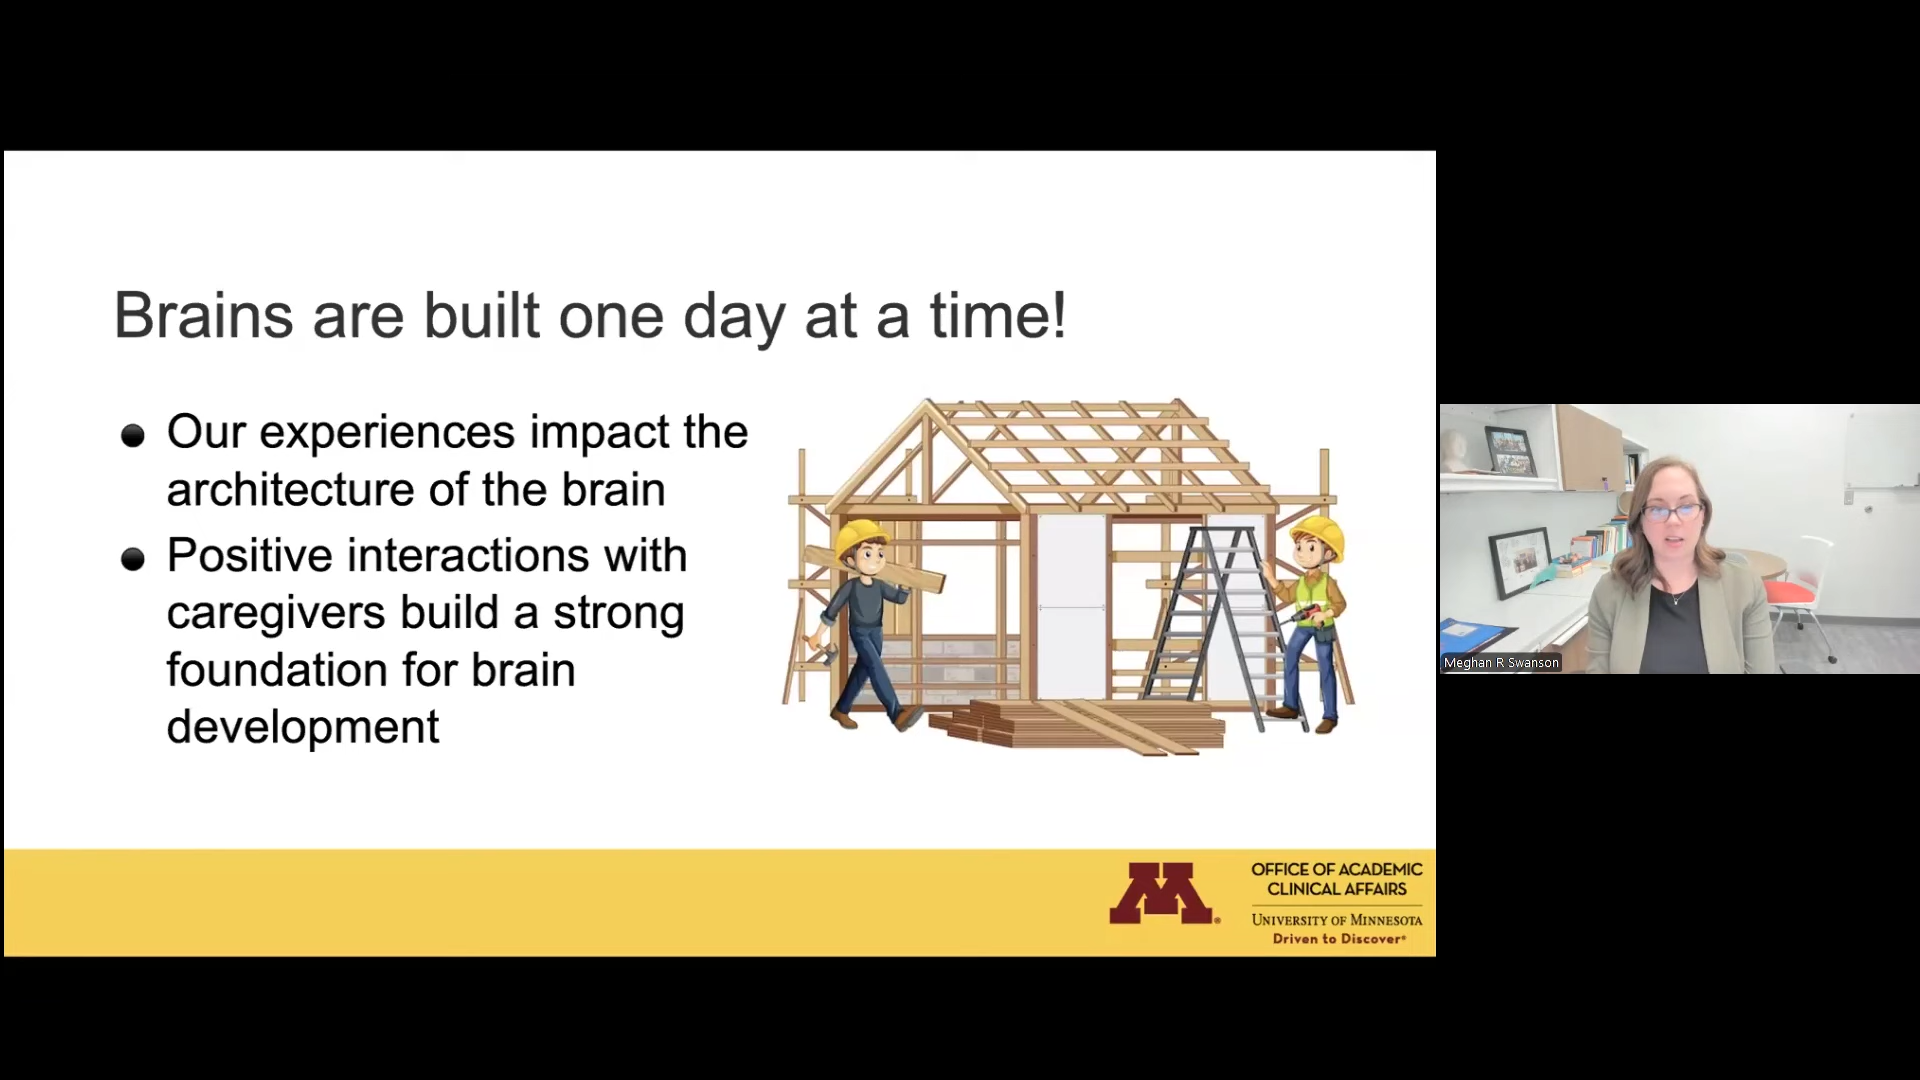 Brains are built one day at a time!
● Our experiences impact the
architecture of the brain
● Positive interactions with
caregivers build a strong
foundation for brain
development
M®
OFFICE OF ACADEMIC
CLINICAL AFFAIRS
UNIVERSITY OF MINNESOTA
Driven to Discover®
Meghan R Swanson